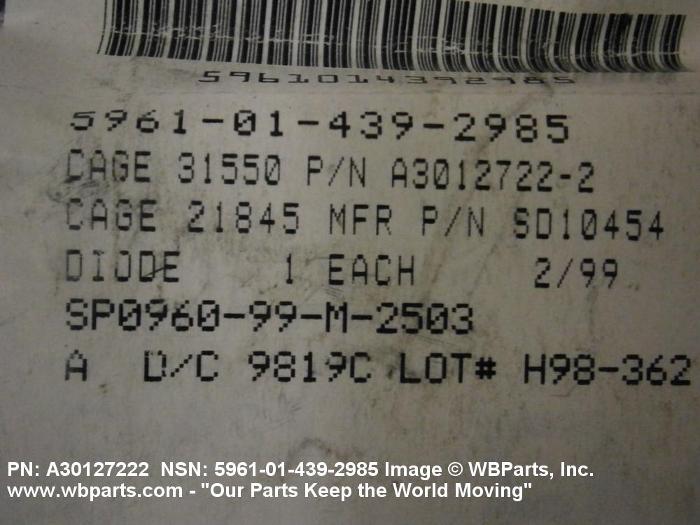 5961014392985
5961-01-439-2985
CAGE 31550 P/N A3012722-2
CAGE 21845 MFR P/N SD10454
DIODE 1 EACH 2/99
SP0960-99-M-2503
A D/C 9819C LOT# H98-362
PN: A30127222 NSN: 5961-01-439-2985 Image © WBParts, Inc.
www.wbparts.com - "Our Parts Keep the World Moving"